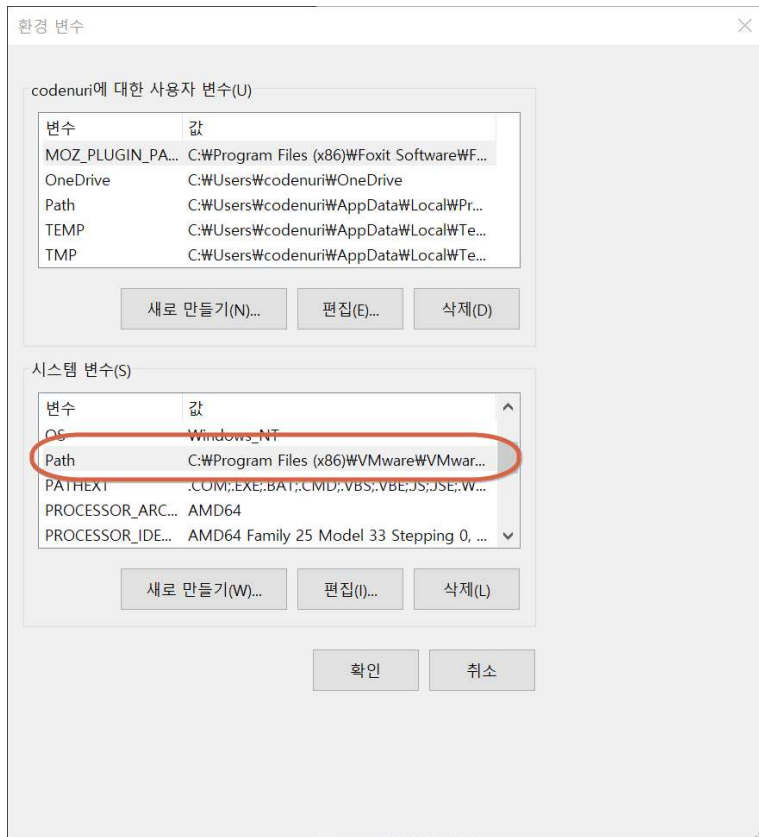 환경 변수
codenuri에 대한 사용자 변수(U)
변수 값
MOZ_PLUGIN_PA... C:₩Program Files (x86)₩Foxit Software₩F...
OneDrive C:₩Users₩codenuri₩OneDrive
Path C:₩Users₩codenuri₩AppData₩Local₩Pr...
TEMP C:₩Users₩codenuri₩AppData₩Local₩Te...
TMP C:₩Users₩codenuri₩AppData₩Local₩Te...
새로 만들기(N)... 편집(E)... 삭제(D)
시스템 변수(S)
변수 값
OS Windows_NT
Path C:₩Program Files (x86)₩VMware₩VMwar...
PATHEXT .COM;.EXE;.BAT;.CMD;.VBS;.VBE;.JS;.JSE;.W...
PROCESSOR_ARC... AMD64
PROCESSOR_IDE... AMD64 Family 25 Model 33 Stepping 0, ...
새로 만들기(W)... 편집(I)... 삭제(L)
확인 취소